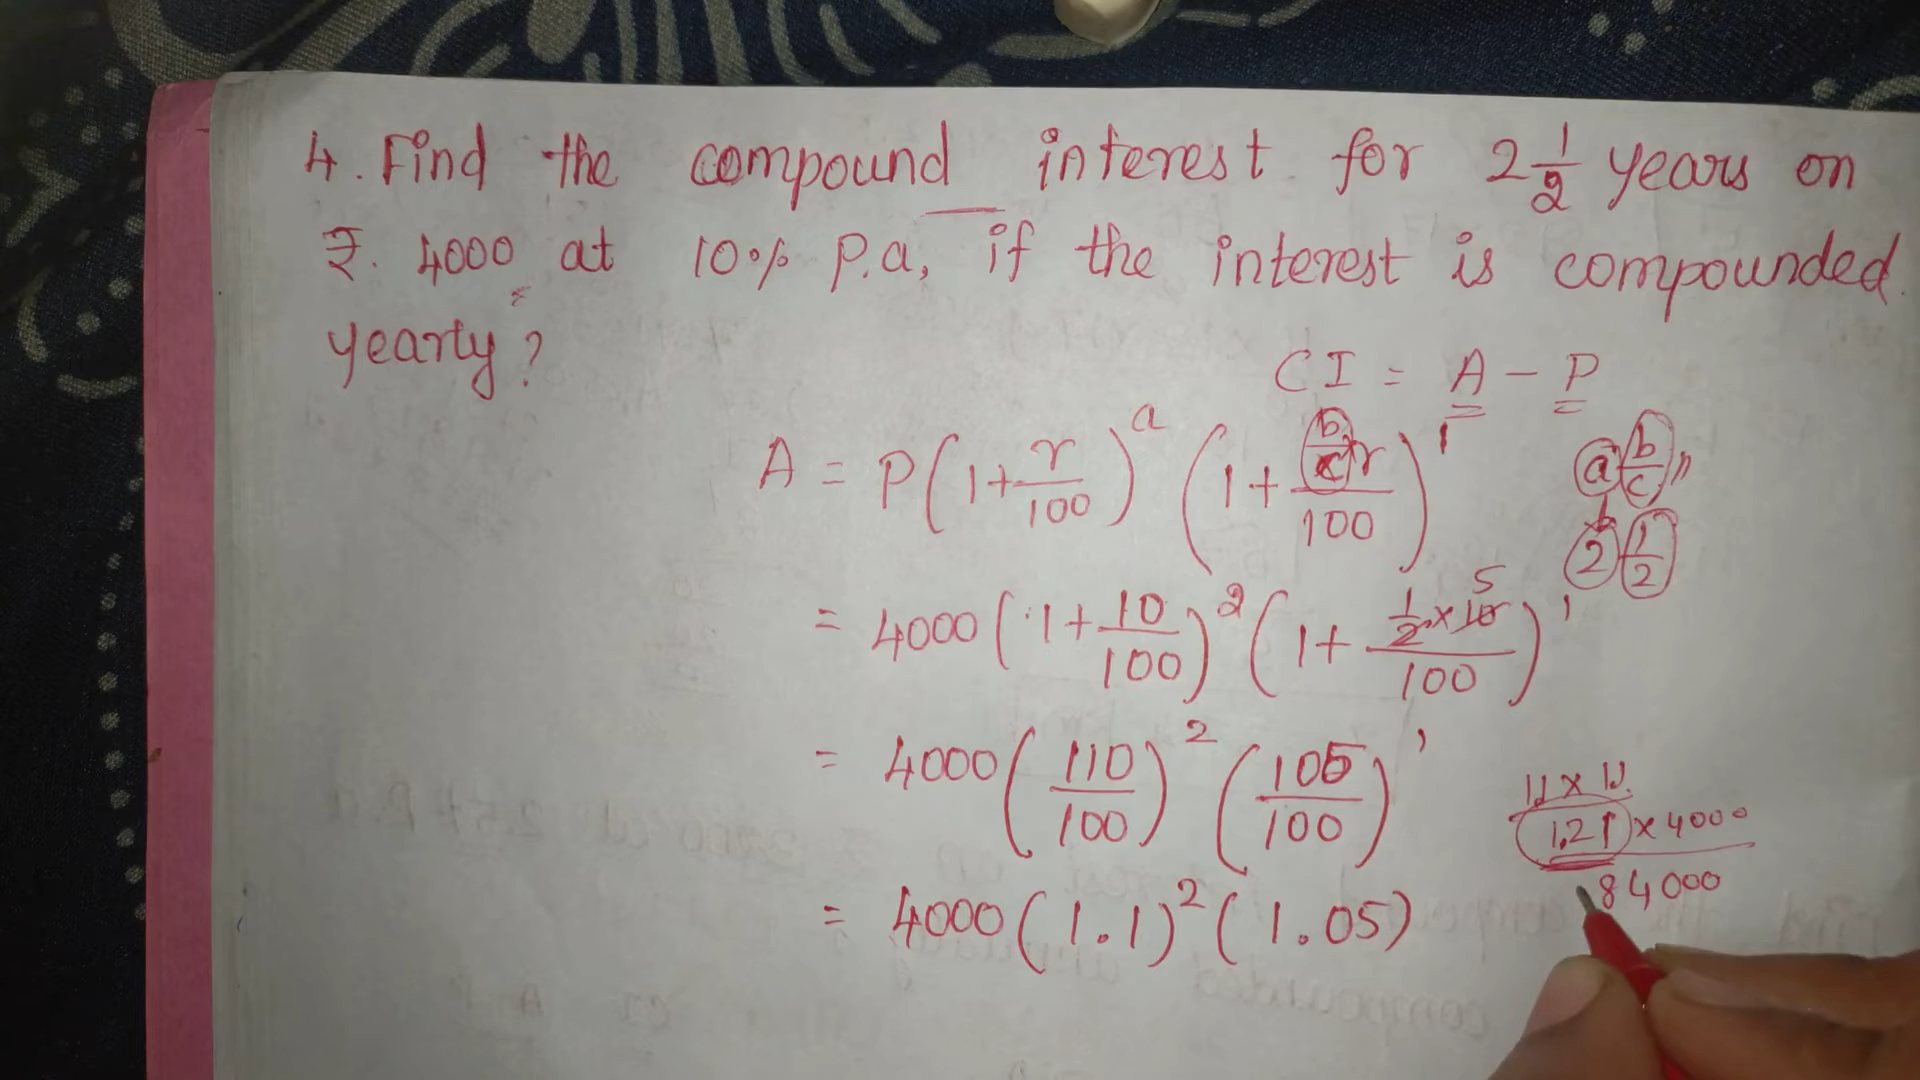 4. Find the compound interest for 2 1/2 years on
₹. 4000 at 10% P.a, if the interest is compounded
yearly?
CI = A - P
A = P(1 + r/100)^a (1 + (b/c)r/100)^1
a b/c
2 1/2
= 4000(1 + 10/100)^2 (1 + 1/2 × 10/100)^1
5
= 4000(110/100)^2 (105/100)^1
11 × 11
1.21 × 4000
84000
= 4000(1.1)^2 (1.05)